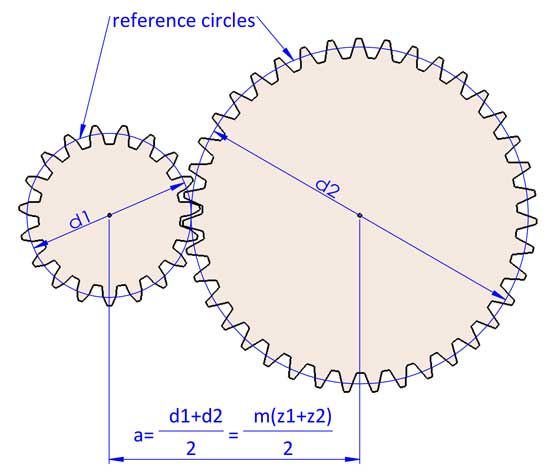 reference circles
d1
d2
a= d1+d2/2 = m(z1+z2)/2